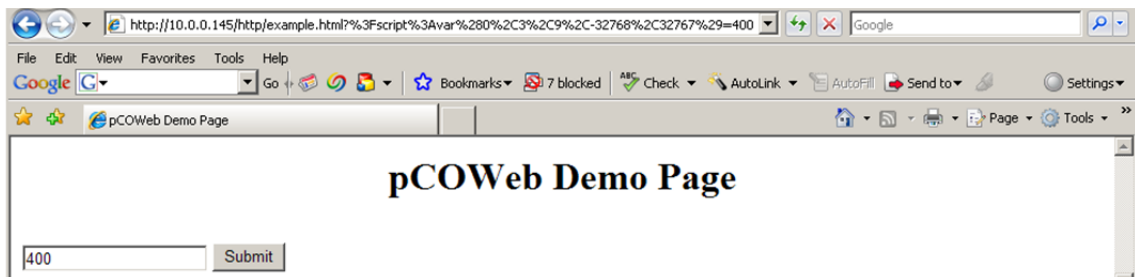 http://10.0.0.145/http/example.html?%3Fscript%3Avar%280%2C3%2C9%2C-32768%2C32767%29=400 Google
File Edit View Favorites Tools Help
Google G Go Bookmarks 7 blocked ABC Check AutoLink AutoFill Send to Settings
pCOWeb Demo Page Page Tools »
pCOWeb Demo Page
400 Submit